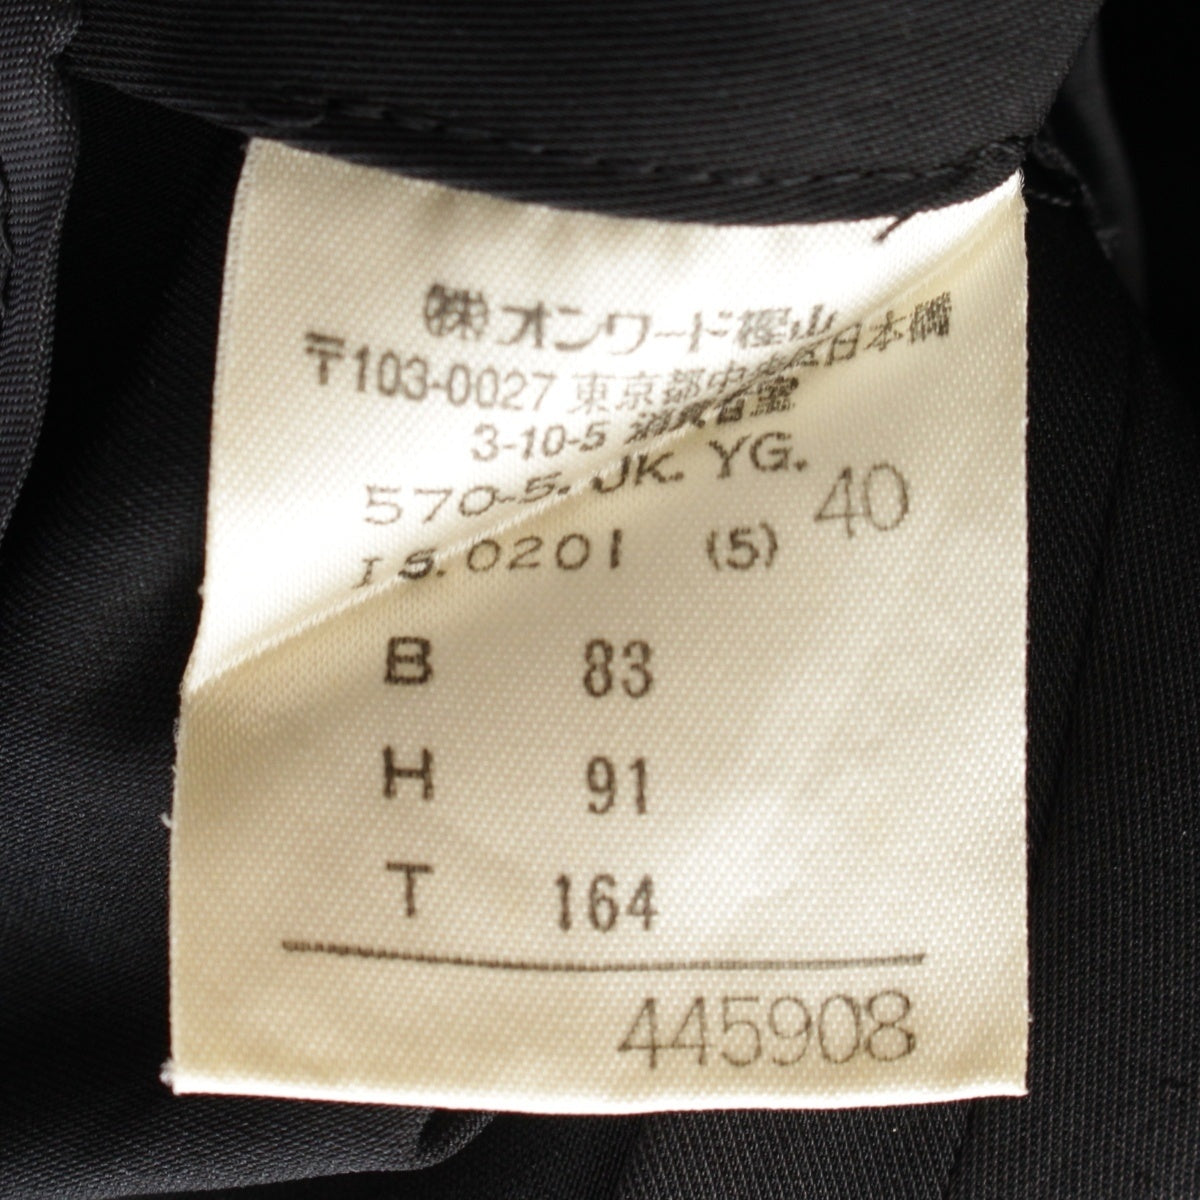 ㈱オンワード樫山
〒103-0027 東京都中央区日本橋
3-10-5 消費者室
570-5. JK. YG. 40
IS. 0201 (5)
B 83
H 91
T 164
445908